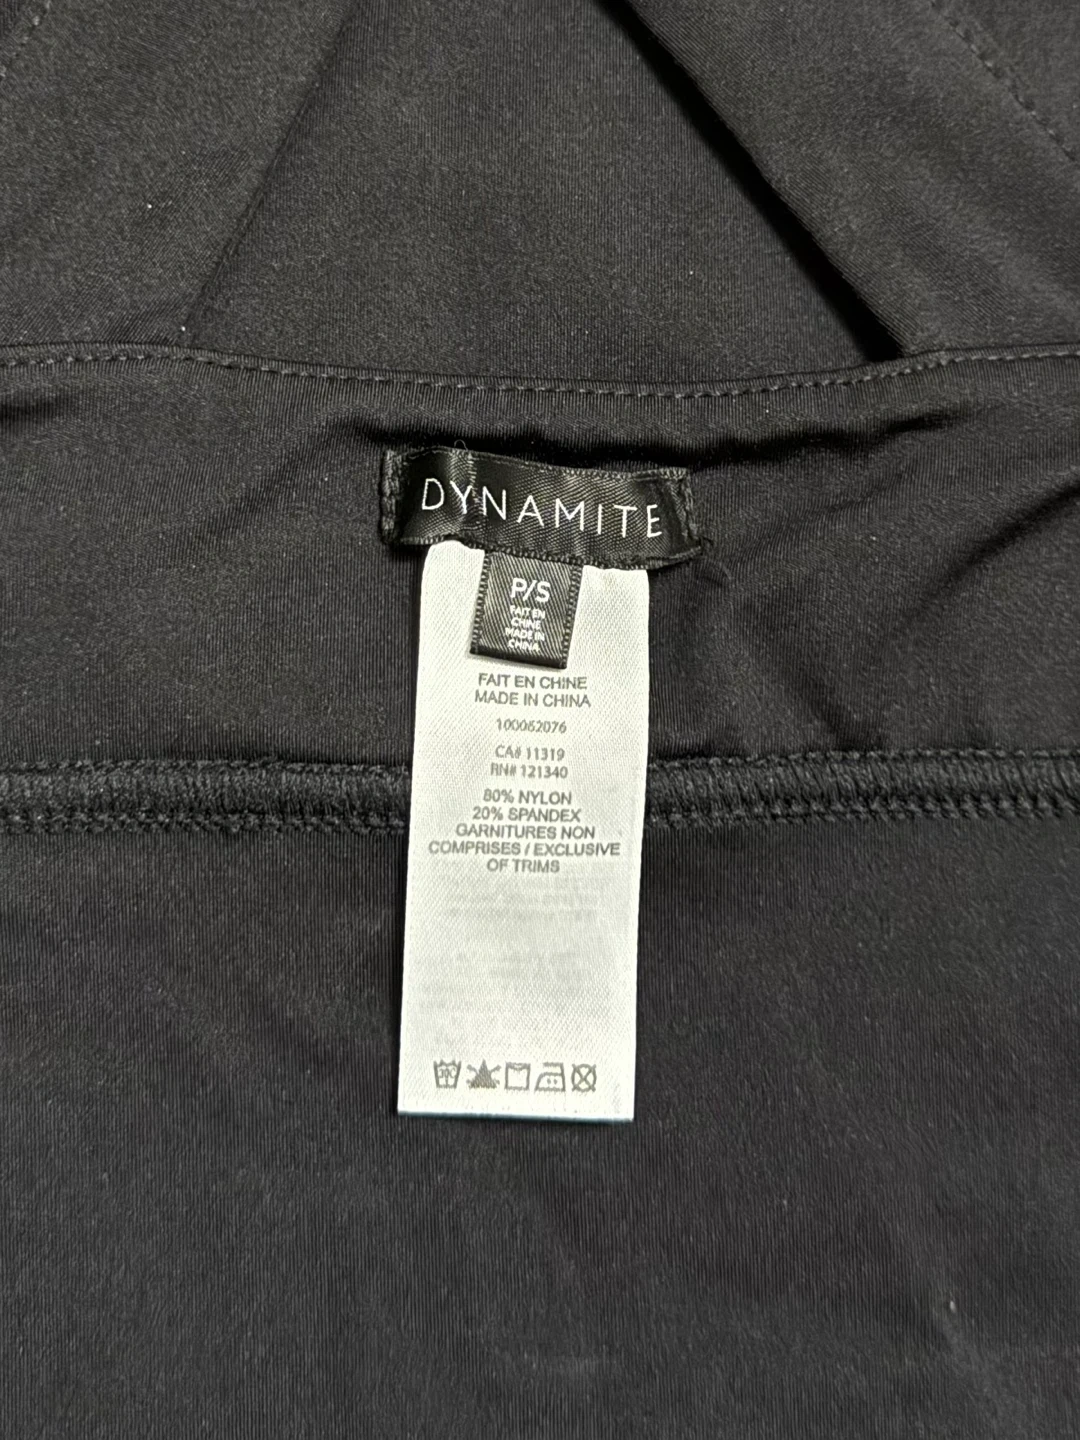 DYNAMITE
P/S
FAIT EN
CHINE
MADE IN
CHINA
FAIT EN CHINE
MADE IN CHINA
100062076
CA# 11319
RN# 121340
80% NYLON
20% SPANDEX
GARNITURES NON
COMPRISES / EXCLUSIVE
OF TRIMS